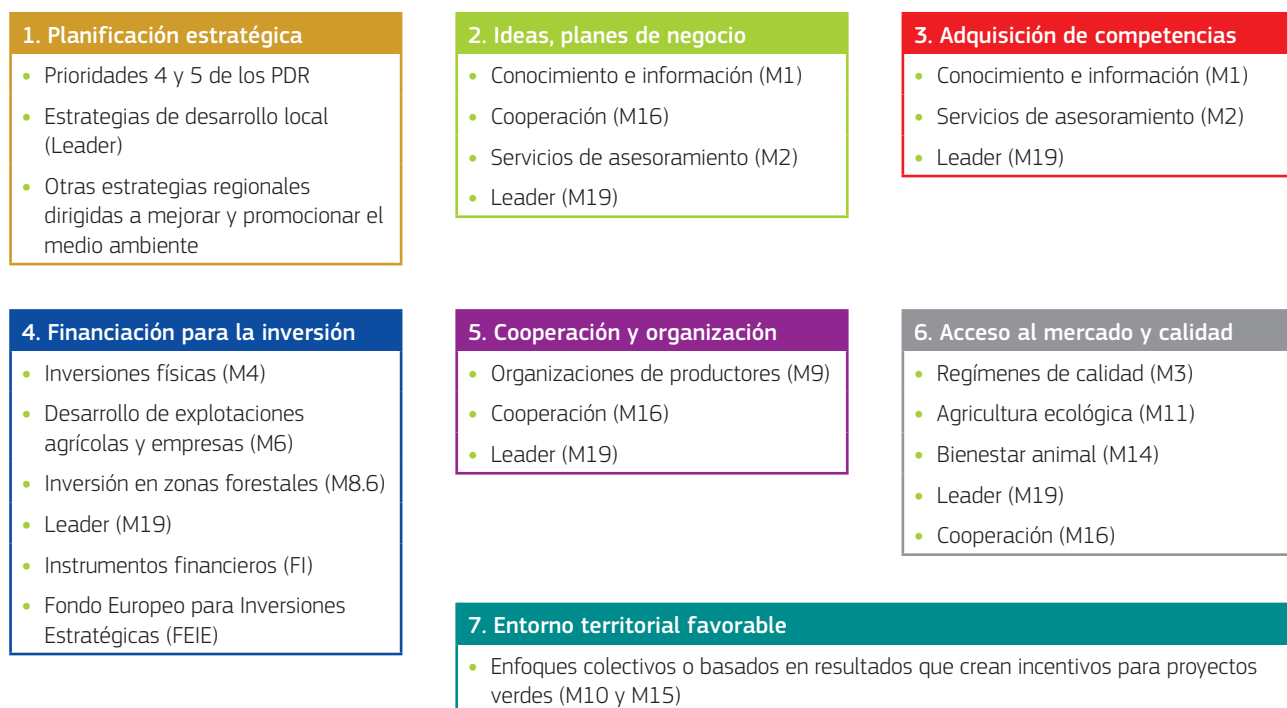 1. Planificación estratégica
• Prioridades 4 y 5 de los PDR
• Estrategias de desarrollo local
(Leader)
• Otras estrategias regionales
dirigidas a mejorar y promocionar el
medio ambiente
2. Ideas, planes de negocio
• Conocimiento e información (M1)
• Cooperación (M16)
• Servicios de asesoramiento (M2)
• Leader (M19)
3. Adquisición de competencias
• Conocimiento e información (M1)
• Servicios de asesoramiento (M2)
• Leader (M19)
4. Financiación para la inversión
• Inversiones físicas (M4)
• Desarrollo de explotaciones
agrícolas y empresas (M6)
• Inversión en zonas forestales (M8.6)
• Leader (M19)
• Instrumentos financieros (FI)
• Fondo Europeo para Inversiones
Estratégicas (FEIE)
5. Cooperación y organización
• Organizaciones de productores (M9)
• Cooperación (M16)
• Leader (M19)
6. Acceso al mercado y calidad
• Regímenes de calidad (M3)
• Agricultura ecológica (M11)
• Bienestar animal (M14)
• Leader (M19)
• Cooperación (M16)
7. Entorno territorial favorable
• Enfoques colectivos o basados en resultados que crean incentivos para proyectos
verdes (M10 y M15)